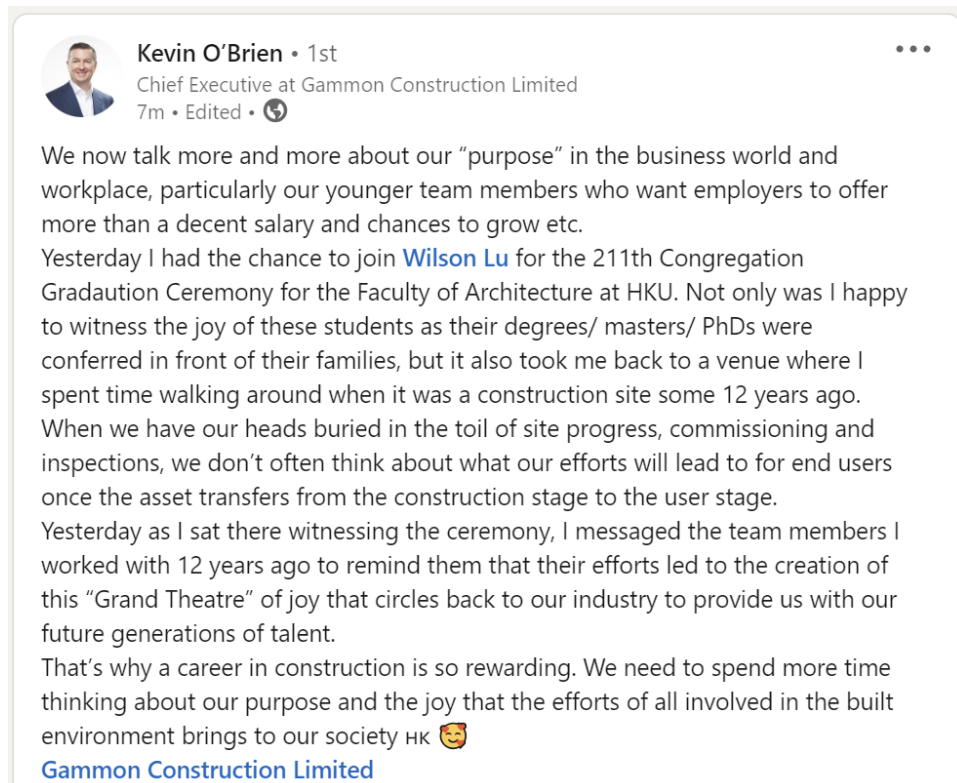 Kevin O’Brien • 1st
Chief Executive at Gammon Construction Limited
7m • Edited •
We now talk more and more about our “purpose” in the business world and
workplace, particularly our younger team members who want employers to offer
more than a decent salary and chances to grow etc.
Yesterday I had the chance to join Wilson Lu for the 211th Congregation
Gradaution Ceremony for the Faculty of Architecture at HKU. Not only was I happy
to witness the joy of these students as their degrees/ masters/ PhDs were
conferred in front of their families, but it also took me back to a venue where I
spent time walking around when it was a construction site some 12 years ago.
When we have our heads buried in the toil of site progress, commissioning and
inspections, we don’t often think about what our efforts will lead to for end users
once the asset transfers from the construction stage to the user stage.
Yesterday as I sat there witnessing the ceremony, I messaged the team members I
worked with 12 years ago to remind them that their efforts led to the creation of
this “Grand Theatre” of joy that circles back to our industry to provide us with our
future generations of talent.
That’s why a career in construction is so rewarding. We need to spend more time
thinking about our purpose and the joy that the efforts of all involved in the built
environment brings to our society HK 🥰
Gammon Construction Limited